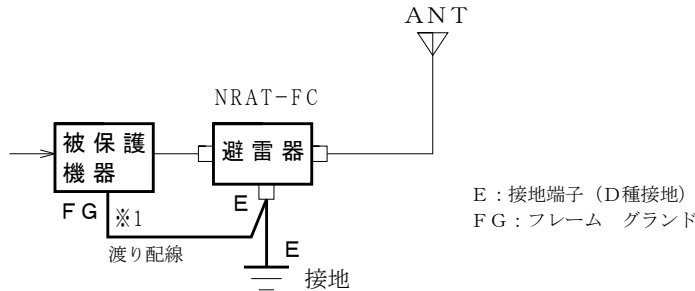 ANT
NRAT-FC
被保護
機器
避雷器
E
FG
※1
渡り配線
E
接地
E:接地端子(D種接地)
FG:フレーム グランド